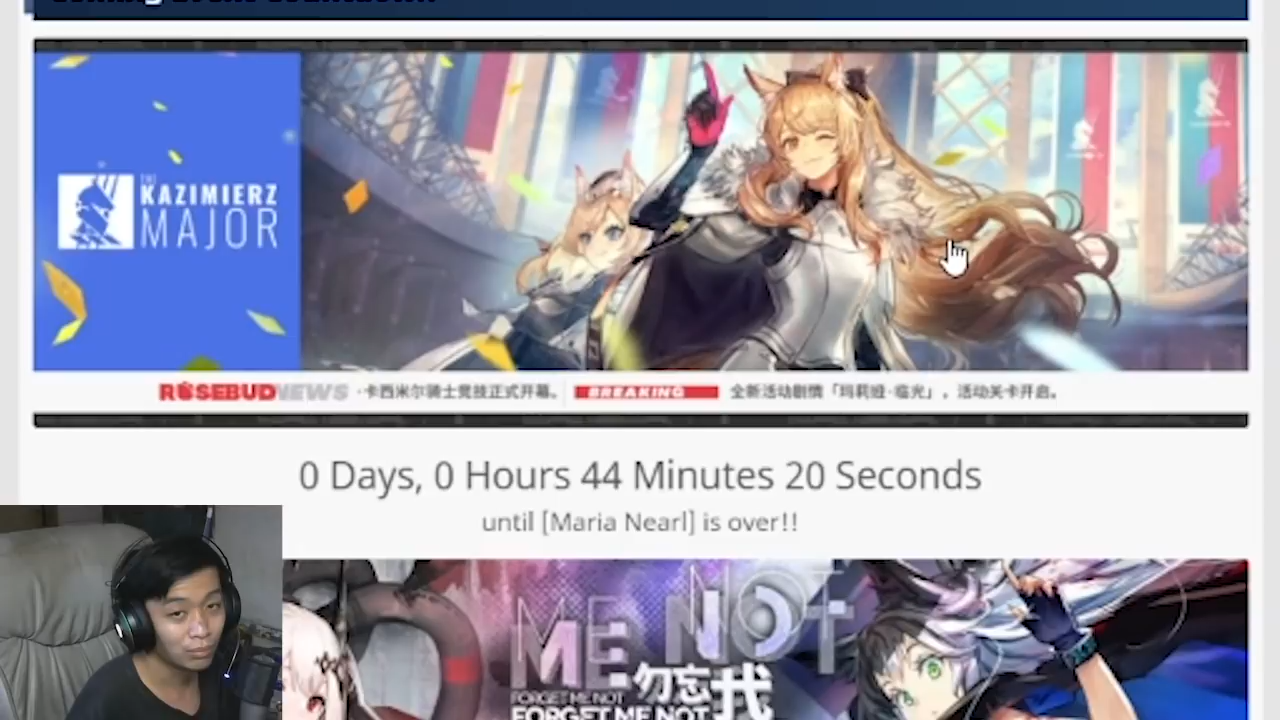 THE
KAZIMIERZ
MAJOR
ROSEBUDNEWS ·卡西米尔骑士竞技正式开幕。 BREAKING 全新活动剧情「玛莉娅·临光」，活动关卡开启。
0 Days, 0 Hours 44 Minutes 20 Seconds
until [Maria Nearl] is over!!
ME NOT
勿忘我
FORGET ME NOT
FORGET ME NOT